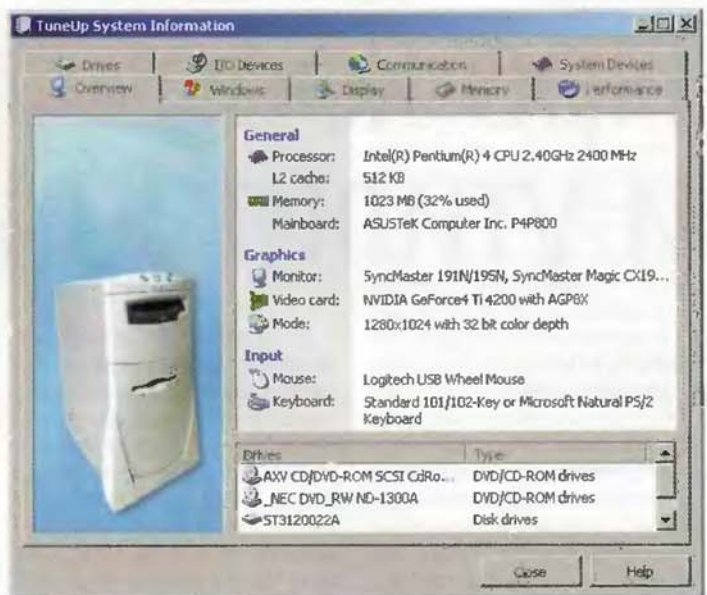 TuneUp System Information
Drives I/O Devices Communication System Devices
Overview Windows Display Memory Performance
General
Processor: Intel(R) Pentium(R) 4 CPU 2.40GHz 2400 MHz
L2 cache: 512 KB
Memory: 1023 MB (32% used)
Mainboard: ASUSTeK Computer Inc. P4P800
Graphics
Monitor: SyncMaster 191N/195N, SyncMaster Magic CX19...
Video card: NVIDIA GeForce4 Ti 4200 with AGP8X
Mode: 1280x1024 with 32 bit color depth
Input
Mouse: Logitech USB Wheel Mouse
Keyboard: Standard 101/102-Key or Microsoft Natural PS/2
Keyboard
Drives Type
AXV CD/DVD-ROM SCSI CdRo... DVD/CD-ROM drives
_NEC DVD_RW ND-1300A DVD/CD-ROM drives
ST3120022A Disk drives
Close Help